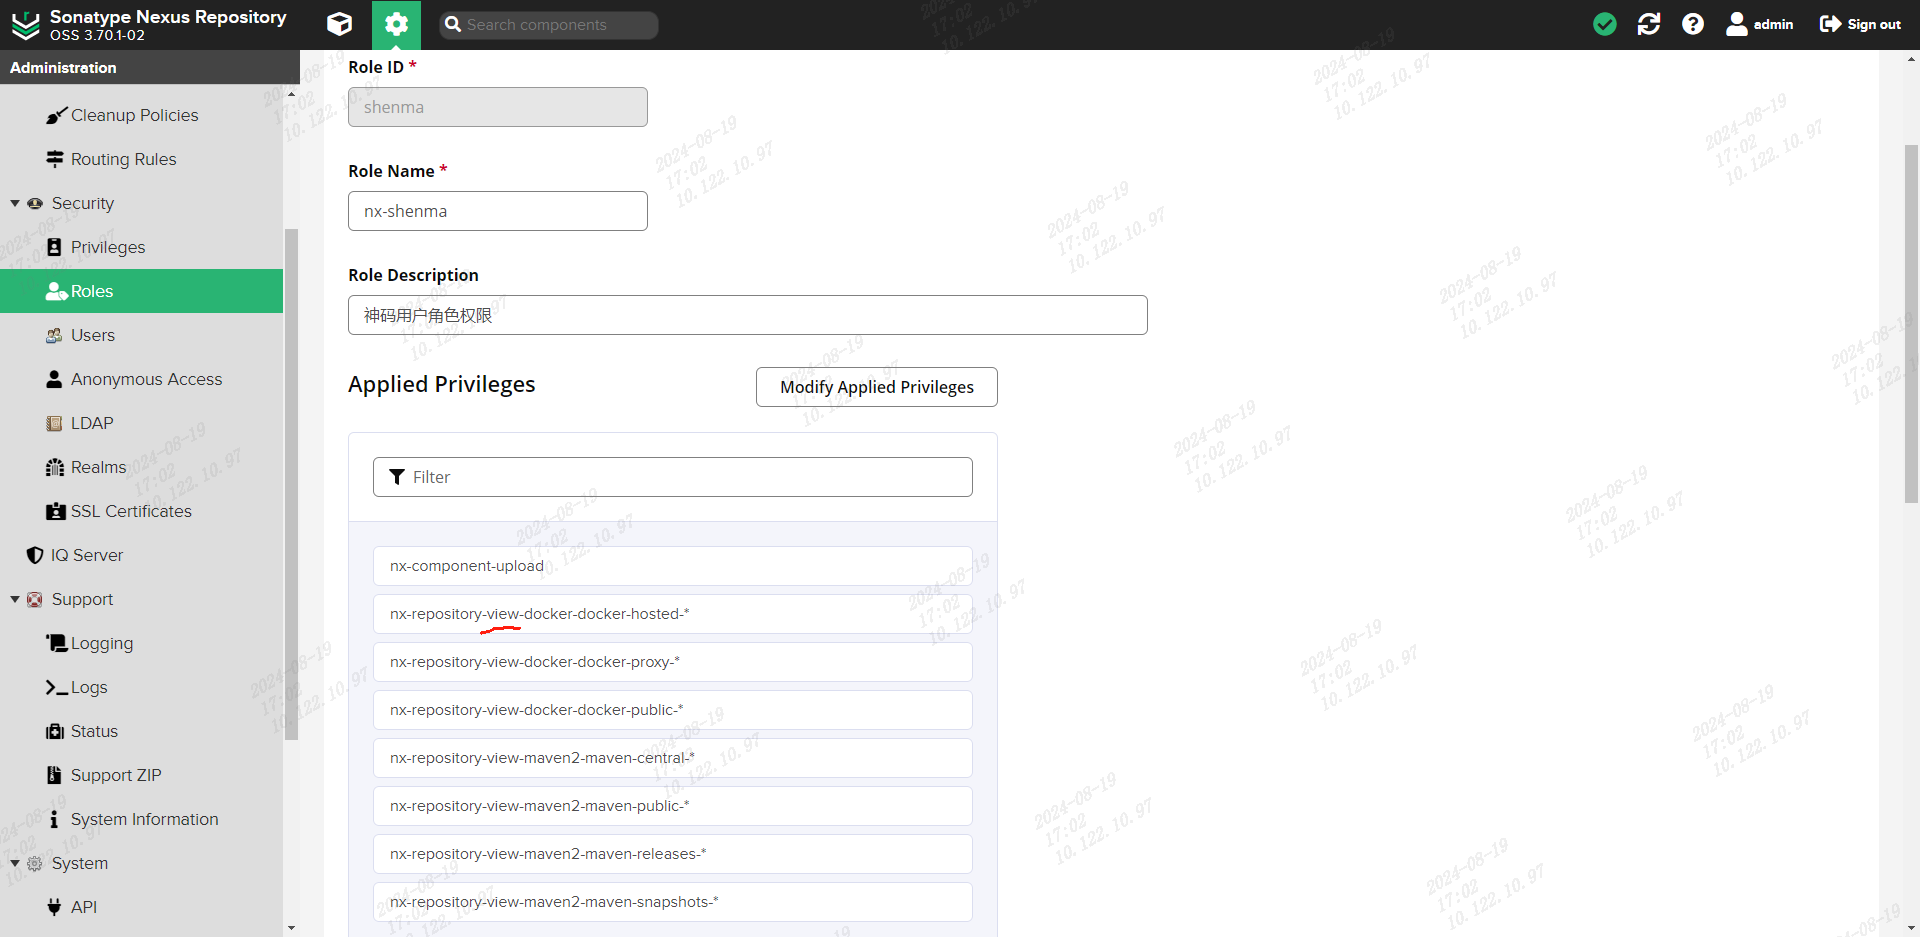 Sonatype Nexus Repository
OSS 3.70.1-02
Search components
admin
Sign out
Administration
Cleanup Policies
Routing Rules
Security
Privileges
Roles
Users
Anonymous Access
LDAP
Realms
SSL Certificates
IQ Server
Support
Logging
Logs
Status
Support ZIP
System Information
System
API
Role ID *
shenma
Role Name *
nx-shenma
Role Description
神码用户角色权限
Applied Privileges
Modify Applied Privileges
Filter
nx-component-upload
nx-repository-view-docker-docker-hosted-*
nx-repository-view-docker-docker-proxy-*
nx-repository-view-docker-docker-public-*
nx-repository-view-maven2-maven-central-*
nx-repository-view-maven2-maven-public-*
nx-repository-view-maven2-maven-releases-*
nx-repository-view-maven2-maven-snapshots-*
2024-08-19
17:02
10.122.10.97